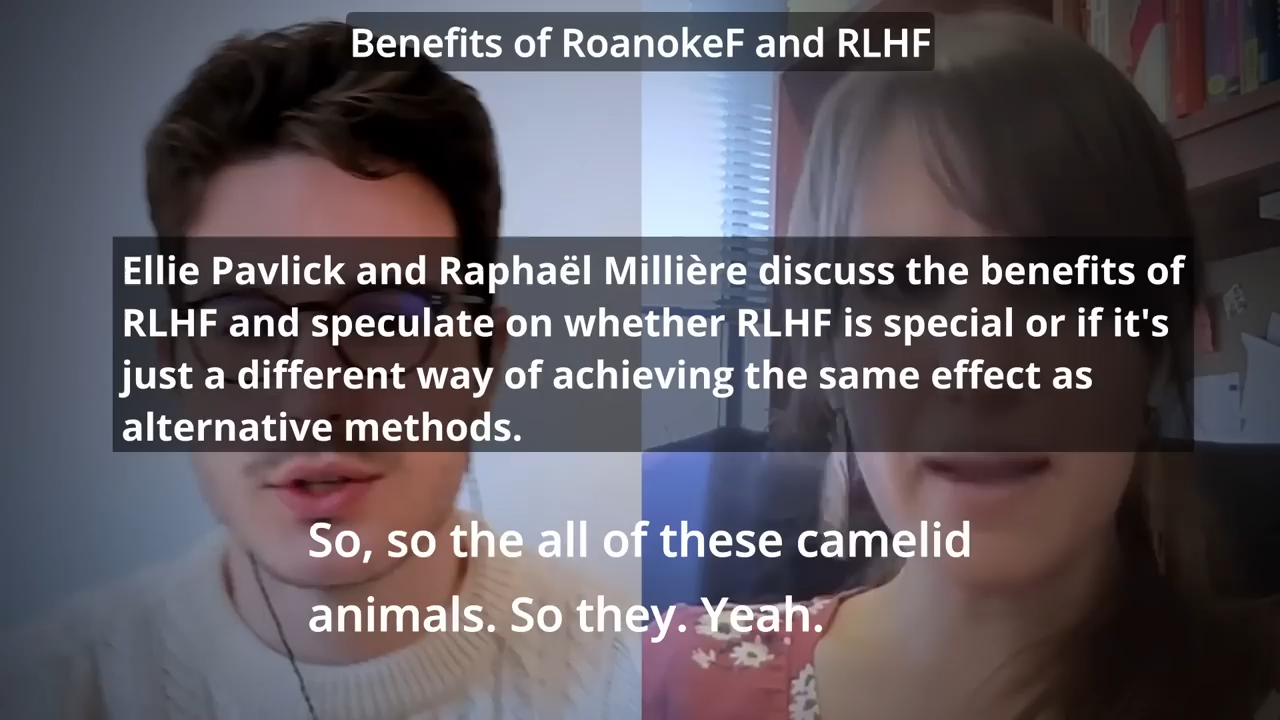 Benefits of RoanokeF and RLHF
Ellie Pavlick and Raphaël Millière discuss the benefits of
RLHF and speculate on whether RLHF is special or if it's
just a different way of achieving the same effect as
alternative methods.
So, so the all of these camelid
animals. So they. Yeah.